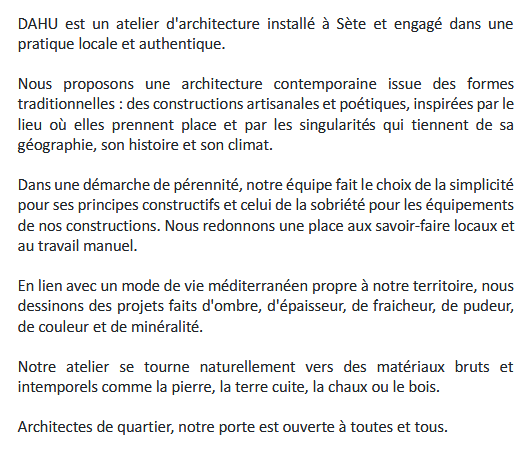 DAHU est un atelier d'architecture installé à Sète et engagé dans une
pratique locale et authentique.
Nous proposons une architecture contemporaine issue des formes
traditionnelles : des constructions artisanales et poétiques, inspirées par le
lieu où elles prennent place et par les singularités qui tiennent de sa
géographie, son histoire et son climat.
Dans une démarche de pérennité, notre équipe fait le choix de la simplicité
pour ses principes constructifs et celui de la sobriété pour les équipements
de nos constructions. Nous redonnons une place aux savoir-faire locaux et
au travail manuel.
En lien avec un mode de vie méditerranéen propre à notre territoire, nous
dessinons des projets faits d'ombre, d'épaisseur, de fraicheur, de pudeur,
de couleur et de minéralité.
Notre atelier se tourne naturellement vers des matériaux bruts et
intemporels comme la pierre, la terre cuite, la chaux ou le bois.
Architectes de quartier, notre porte est ouverte à toutes et tous.